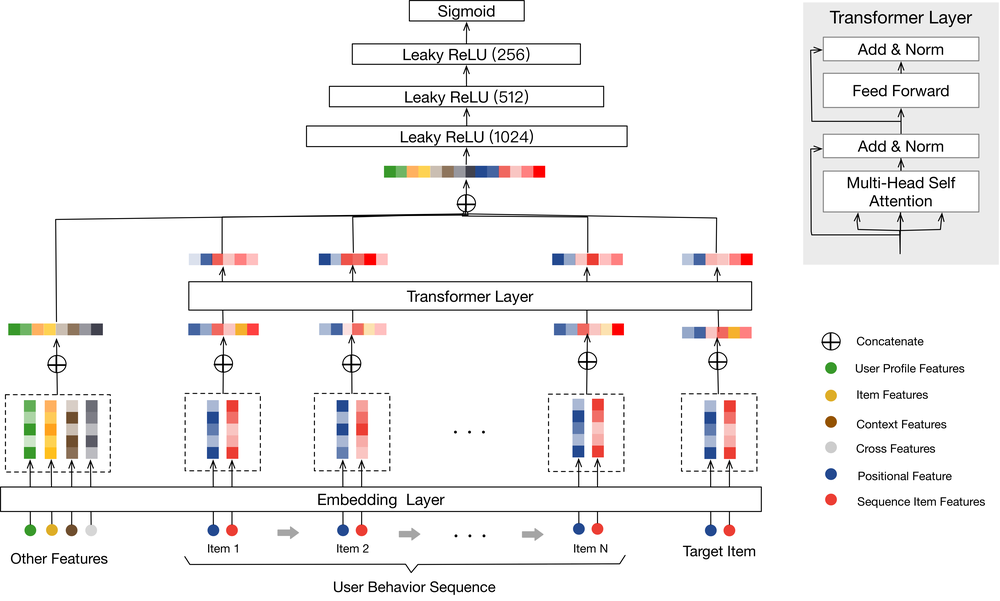 Sigmoid
Leaky ReLU (256)
Leaky ReLU (512)
Leaky ReLU (1024)
Transformer Layer
Embedding Layer
Other Features
Item 1
Item 2
. . .
. . .
Item N
Target Item
User Behavior Sequence
Transformer Layer
Add & Norm
Feed Forward
Add & Norm
Multi-Head Self
Attention
Concatenate
User Profile Features
Item Features
Context Features
Cross Features
Positional Feature
Sequence Item Features